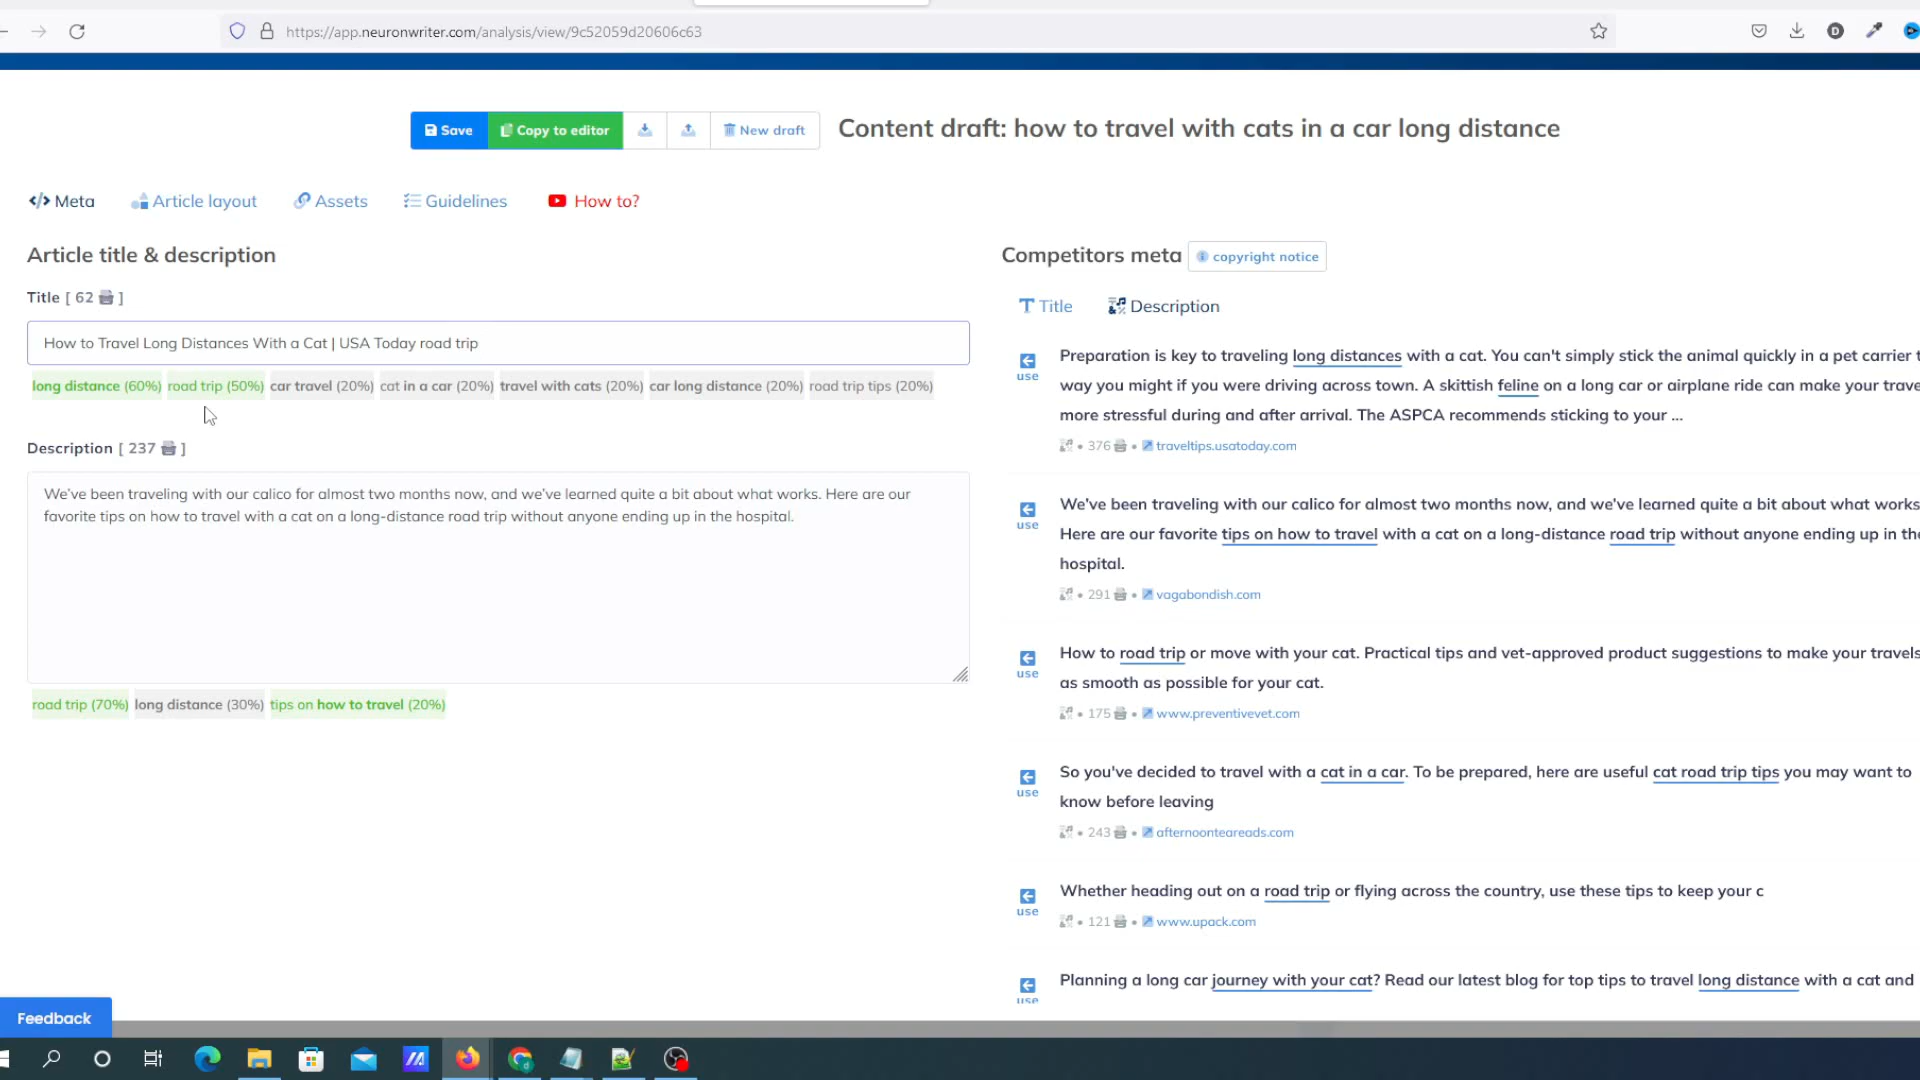 https://app.neuronwriter.com/analysis/view/9c52059d20606c63
Save
Copy to editor
New draft
Content draft: how to travel with cats in a car long distance
Meta
Article layout
Assets
Guidelines
How to?
Article title & description
Title [ 62 ]
How to Travel Long Distances With a Cat | USA Today road trip
long distance (60%) road trip (50%) car travel (20%) cat in a car (20%) travel with cats (20%) car long distance (20%) road trip tips (20%)
Description [ 237 ]
We've been traveling with our calico for almost two months now, and we've learned quite a bit about what works. Here are our
favorite tips on how to travel with a cat on a long-distance road trip without anyone ending up in the hospital.
road trip (70%) long distance (30%) tips on how to travel (20%)
Competitors meta
copyright notice
Title
Description
use
Preparation is key to traveling long distances with a cat. You can't simply stick the animal quickly in a pet carrier
way you might if you were driving across town. A skittish feline on a long car or airplane ride can make your trave
more stressful during and after arrival. The ASPCA recommends sticking to your ...
• 376 • traveltips.usatoday.com
use
We've been traveling with our calico for almost two months now, and we've learned quite a bit about what works
Here are our favorite tips on how to travel with a cat on a long-distance road trip without anyone ending up in the
hospital.
• 291 • vagabondish.com
use
How to road trip or move with your cat. Practical tips and vet-approved product suggestions to make your travels
as smooth as possible for your cat.
• 175 • www.preventivevet.com
use
So you've decided to travel with a cat in a car. To be prepared, here are useful cat road trip tips you may want to
know before leaving
• 243 • afternoonteareads.com
use
Whether heading out on a road trip or flying across the country, use these tips to keep your c
• 121 • www.upack.com
use
Planning a long car journey with your cat? Read our latest blog for top tips to travel long distance with a cat and
Feedback